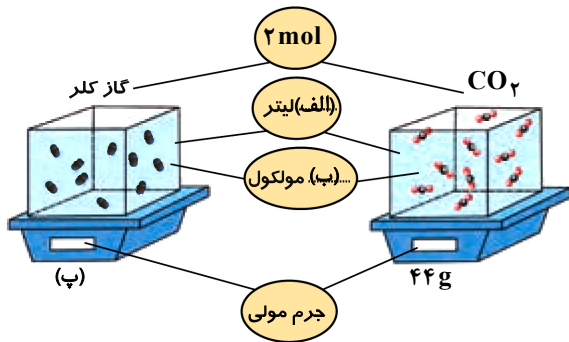 ۲mol
گاز کلر
CO۲
(الف) لیتر
(ب) مولکول
(پ)
۴۴g
جرم مولی